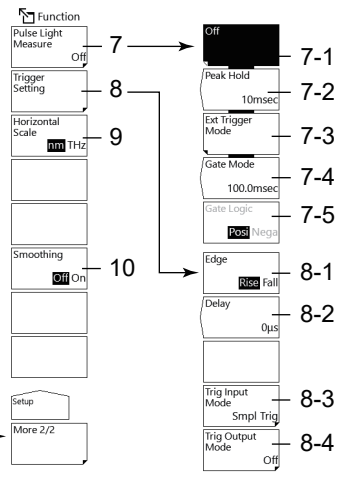 Function
Pulse Light
Measure
Off
7
Trigger
Setting
8
Horizontal
Scale
nm THz
9
Smoothing
Off On
10
Setup
More 2/2
Off
7-1
Peak Hold
10msec
7-2
Ext Trigger
Mode
7-3
Gate Mode
100.0msec
7-4
Gate Logic
Posi Nega
7-5
Edge
Rise Fall
8-1
Delay
0µs
8-2
Trig Input
Mode
Smpl Trig
8-3
Trig Output
Mode
Off
8-4